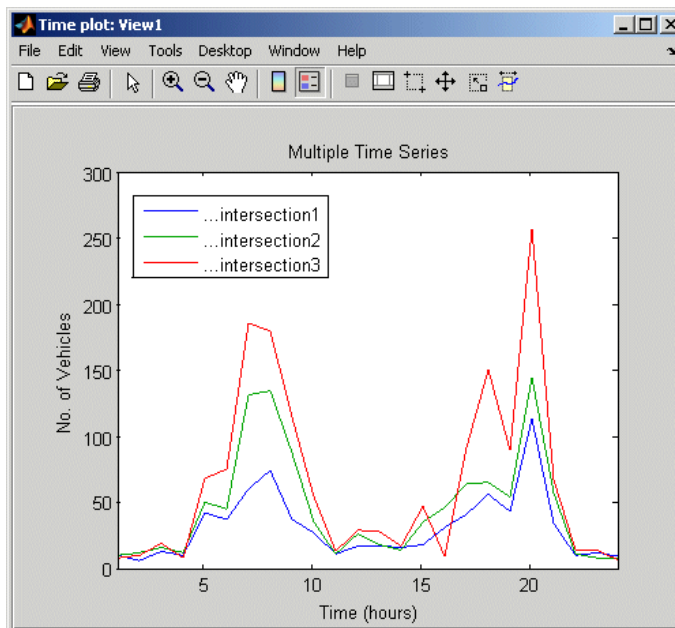 Time plot: View1
File Edit View Tools Desktop Window Help
Multiple Time Series
300
250
200
150
100
50
0
No. of Vehicles
...intersection1
...intersection2
...intersection3
5 10 15 20
Time (hours)